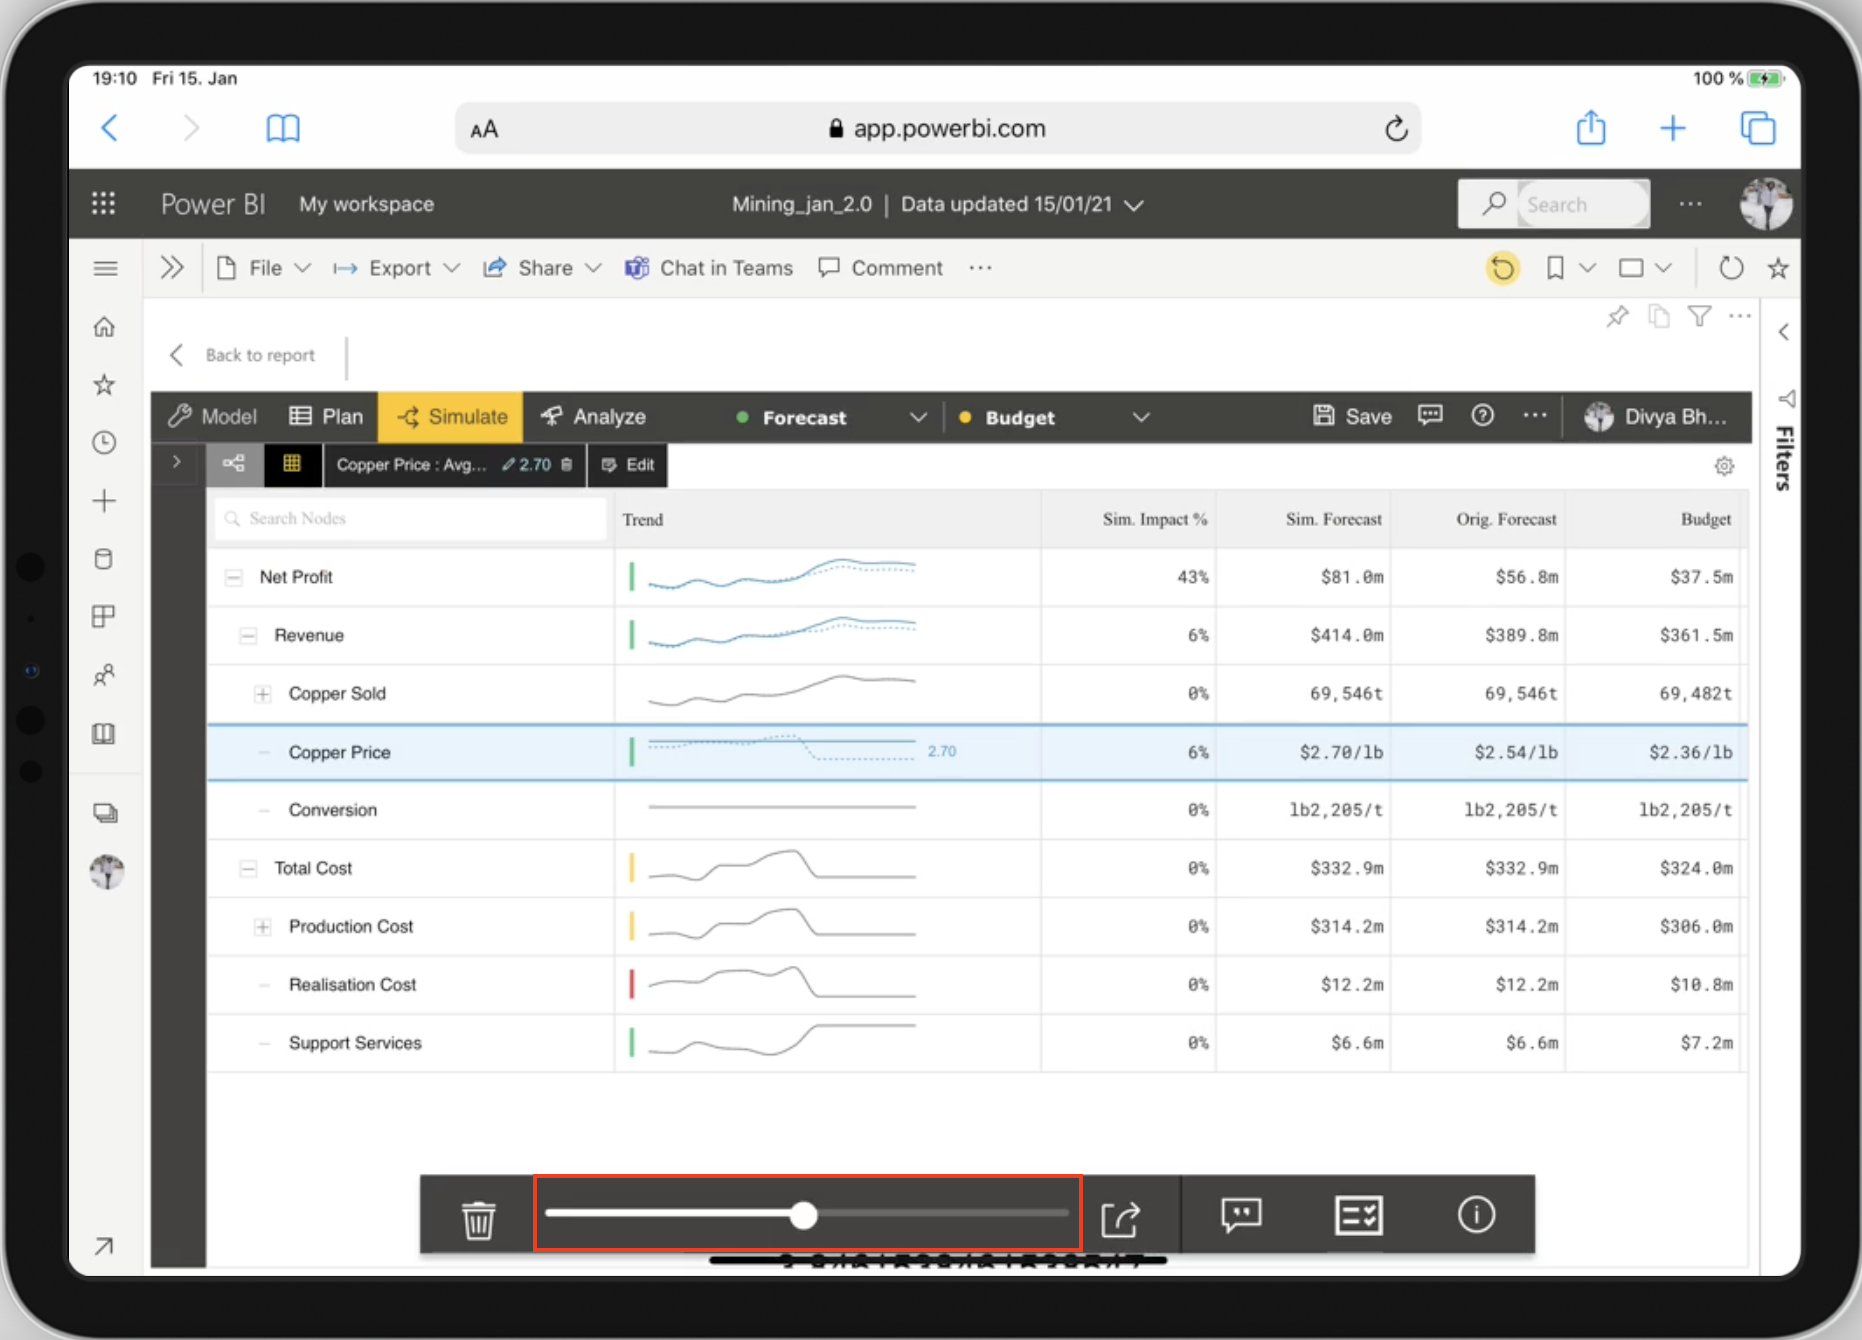 19:10 Fri 15. Jan
100 %
AA
app.powerbi.com
Power BI My workspace
Mining_jan_2.0 | Data updated 15/01/21
Search
File Export Share Chat in Teams Comment ...
Back to report
Filters
Model Plan Simulate Analyze Forecast Budget Save ... Divya Bh...
Copper Price : Avg... 2.70 Edit
Search Nodes Trend Sim. Impact % Sim. Forecast Orig. Forecast Budget
Net Profit 43% $81.0m $56.8m $37.5m
Revenue 6% $414.0m $389.8m $361.5m
Copper Sold 0% 69,546t 69,546t 69,482t
Copper Price 2.70 6% $2.70/lb $2.54/lb $2.36/lb
Conversion 0% lb2,205/t lb2,205/t lb2,205/t
Total Cost 0% $332.9m $332.9m $324.0m
Production Cost 0% $314.2m $314.2m $306.0m
Realisation Cost 0% $12.2m $12.2m $10.8m
Support Services 0% $6.6m $6.6m $7.2m